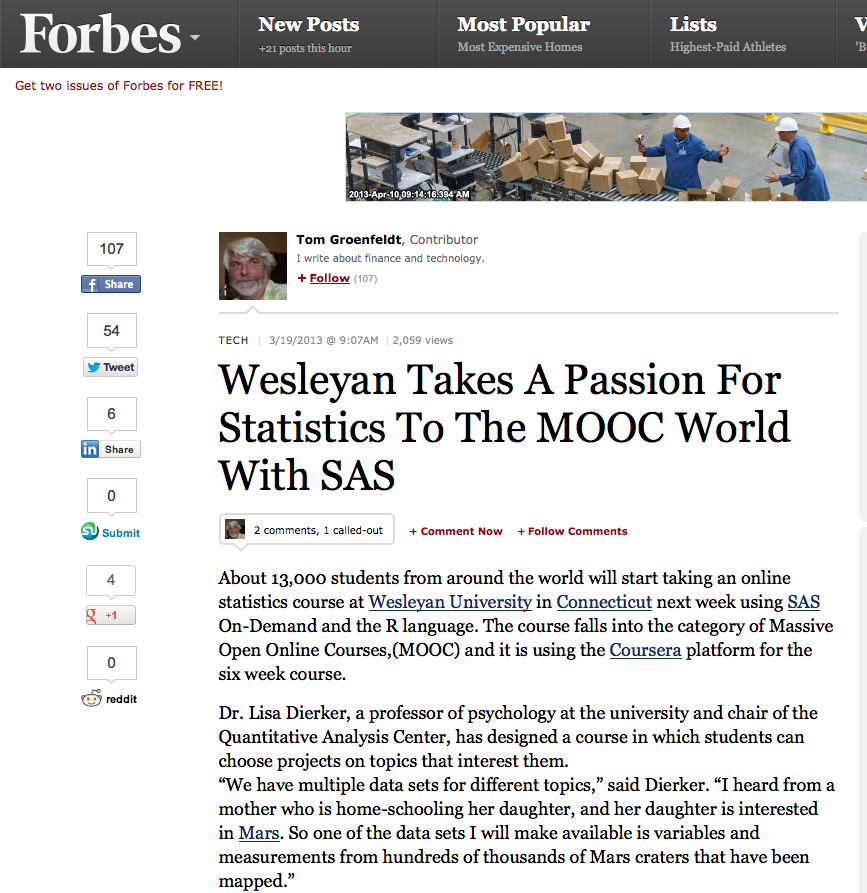 Forbes
New Posts
+21 posts this hour
Most Popular
Most Expensive Homes
Lists
Highest-Paid Athletes
Get two issues of Forbes for FREE!
2013-Apr-10 09:14:16.394 AM
Tom Groenfeldt, Contributor
I write about finance and technology.
+ Follow (107)
107
f Share
54
Tweet
6
in Share
0
Submit
4
g +1
0
reddit
TECH | 3/19/2013 @ 9:07AM | 2,059 views
Wesleyan Takes A Passion For
Statistics To The MOOC World
With SAS
2 comments, 1 called-out + Comment Now + Follow Comments
About 13,000 students from around the world will start taking an online
statistics course at Wesleyan University in Connecticut next week using SAS
On-Demand and the R language. The course falls into the category of Massive
Open Online Courses,(MOOC) and it is using the Coursera platform for the
six week course.
Dr. Lisa Dierker, a professor of psychology at the university and chair of the
Quantitative Analysis Center, has designed a course in which students can
choose projects on topics that interest them.
“We have multiple data sets for different topics,” said Dierker. “I heard from a
mother who is home-schooling her daughter, and her daughter is interested
in Mars. So one of the data sets I will make available is variables and
measurements from hundreds of thousands of Mars craters that have been
mapped.”